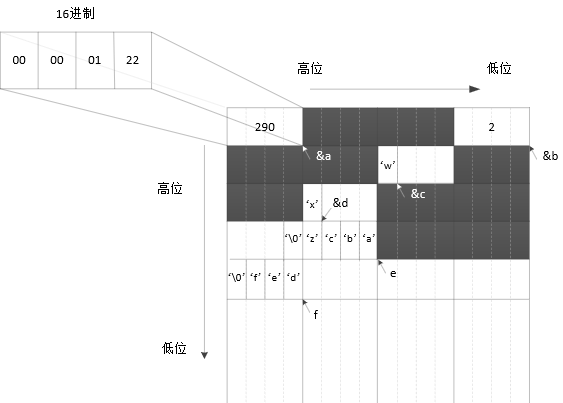 16进制
00 00 01 22
高位 低位
290 2
&a &b
高位 ‘w’
&c
‘x’ &d
‘\0’ ‘z’ ‘c’ ‘b’ ‘a’
e
‘\0’ ‘f’ ‘e’ ‘d’
f
低位